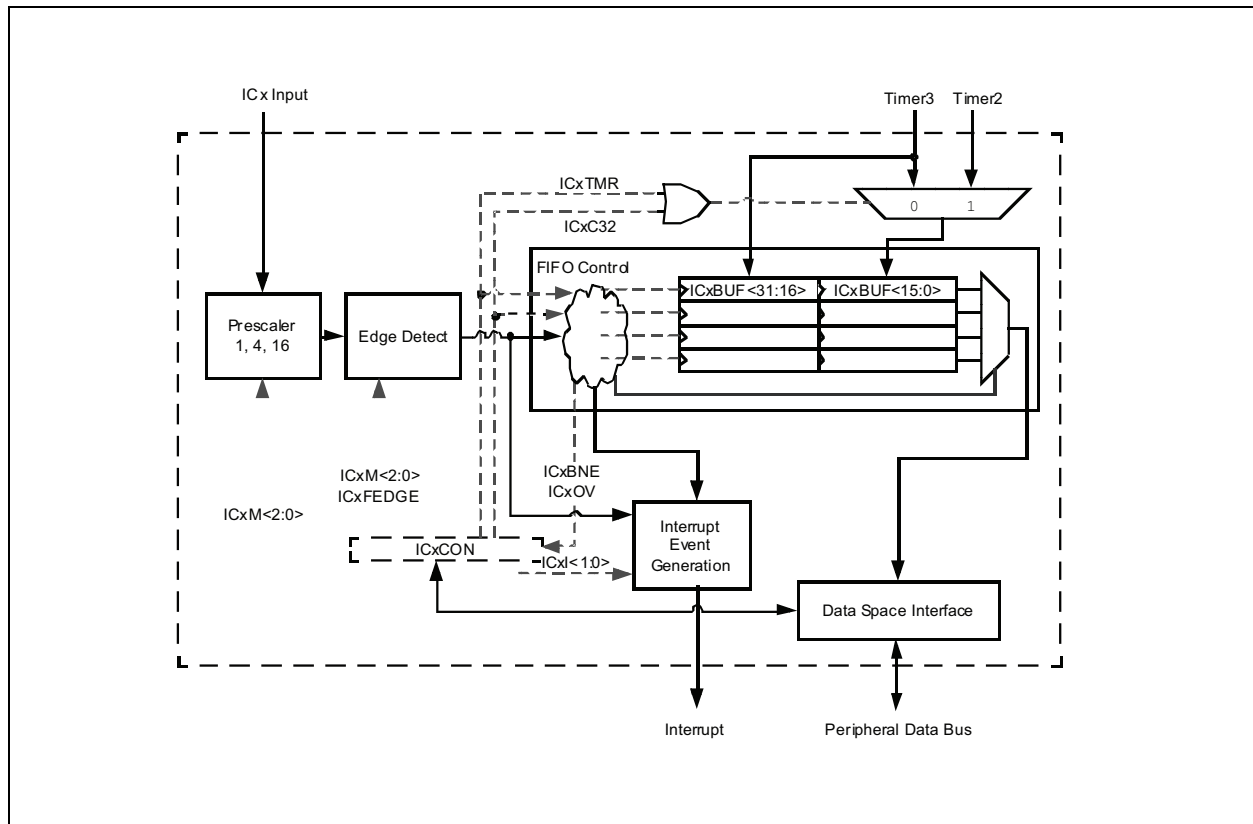 ICx Input
Timer3
Timer2
ICxTMR
0 1
ICxC32
FIFO Control
ICxBUF<31:16>
ICxBUF<15:0>
Prescaler
1, 4, 16
Edge Detect
ICxM<2:0>
ICxFEDGE
ICxBNE
ICxOV
ICxM<2:0>
Interrupt
Event
Generation
ICxCON
ICxI<1:0>
Data Space Interface
Interrupt
Peripheral Data Bus